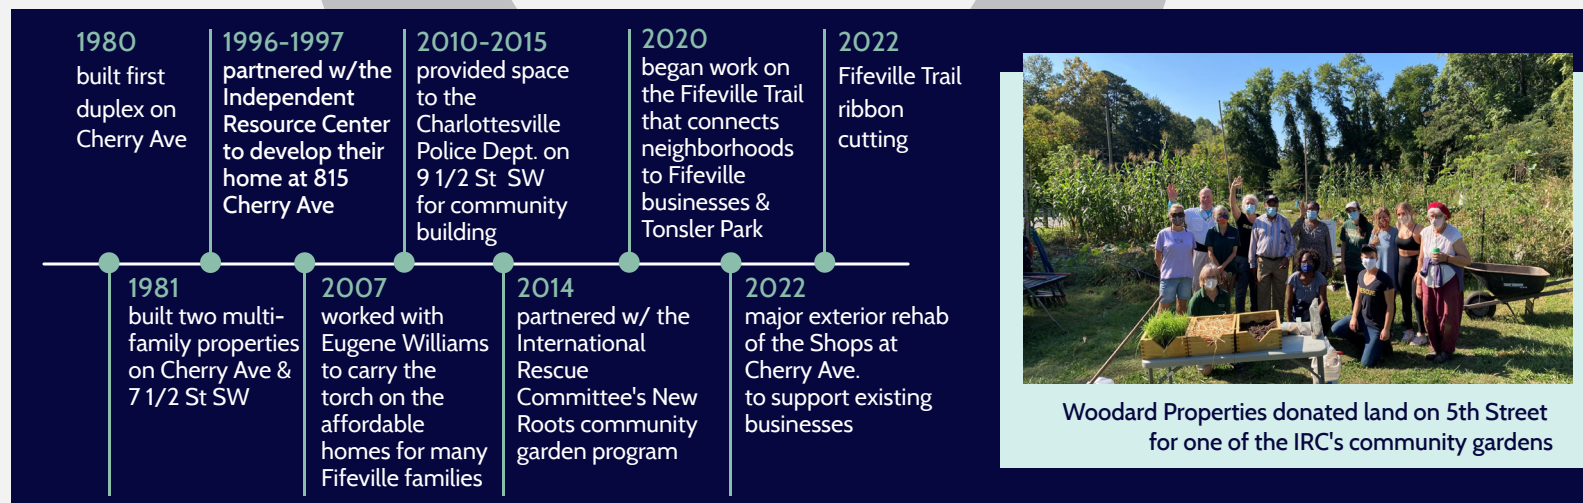 1980
built first
duplex on
Cherry Ave
1996-1997
partnered w/the
Independent
Resource Center
to develop their
home at 815
Cherry Ave
2010-2015
provided space
to the
Charlottesville
Police Dept. on
9 1/2 St SW
for community
building
2020
began work on
the Fifeville Trail
that connects
neighborhoods
to Fifeville
businesses &
Tonsler Park
2022
Fifeville Trail
ribbon
cutting
1981
built two multi-
family properties
on Cherry Ave &
7 1/2 St SW
2007
worked with
Eugene Williams
to carry the
torch on the
affordable
homes for many
Fifeville families
2014
partnered w/ the
International
Rescue
Committee's New
Roots community
garden program
2022
major exterior rehab
of the Shops at
Cherry Ave.
to support existing
businesses
Woodard Properties donated land on 5th Street
for one of the IRC's community gardens